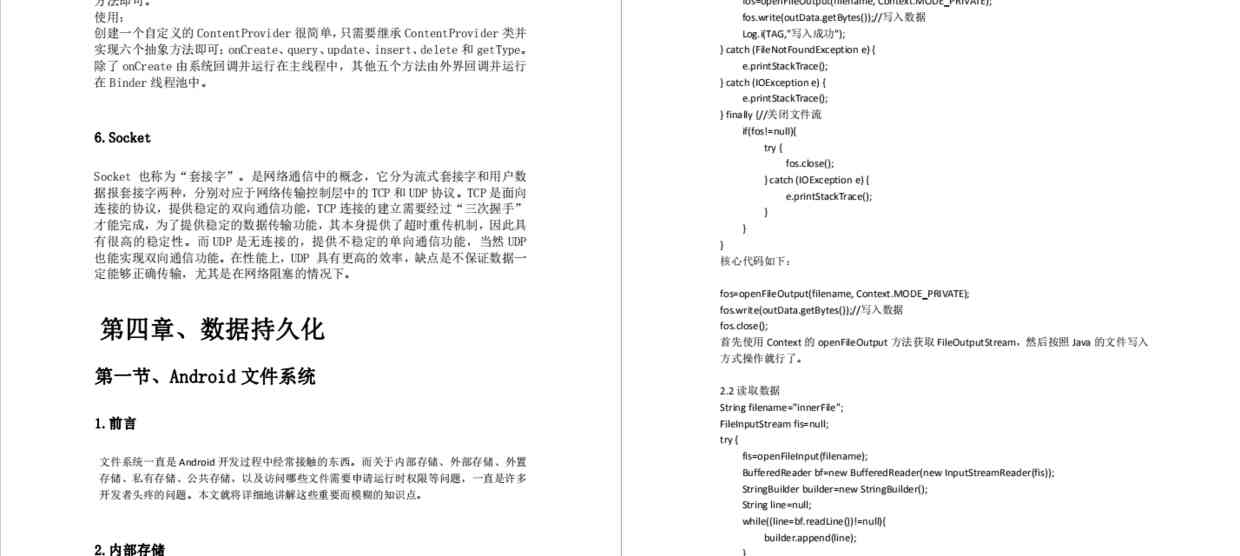 方法即可。
使用：
创建一个自定义的 ContentProvider 很简单，只需要继承 ContentProvider 类并
实现六个抽象方法即可：onCreate、query、update、insert、delete 和 getType。
除了 onCreate 由系统回调并运行在主线程中，其他五个方法由外界回调并运行
在 Binder 线程池中。
6.Socket
Socket 也称为“套接字”。是网络通信中的概念，它分为流式套接字和用户数
据报套接字两种，分别对应于网络传输控制层中的 TCP 和 UDP 协议。TCP 是面向
连接的协议，提供稳定的双向通信功能，TCP 连接的建立需要经过“三次握手”
才能完成，为了提供稳定的数据传输功能，其本身提供了超时重传机制，因此具
有很高的稳定性。而 UDP 是无连接的，提供不稳定的单向通信功能，当然 UDP
也能实现双向通信功能。在性能上，UDP 具有更高的效率，缺点是不保证数据一
定能够正确传输，尤其是在网络阻塞的情况下。
第四章、数据持久化
第一节、Android 文件系统
1.前言
文件系统一直是 Android 开发过程中经常接触的东西。而关于内部存储、外部存储、外置
存储、私有存储、公共存储，以及访问哪些文件需要申请运行时权限等问题，一直是许多
开发者头疼的问题。本文就将详细地讲解这些重要而模糊的知识点。
2.内部存储
fos=openFileOutput(filename, Context.MODE_PRIVATE);
fos.write(outData.getBytes());//写入数据
Log.i(TAG,"写入成功");
} catch (FileNotFoundException e) {
e.printStackTrace();
} catch (IOException e) {
e.printStackTrace();
} finally {//关闭文件流
if(fos!=null){
try {
fos.close();
} catch (IOException e) {
e.printStackTrace();
}
}
}
核心代码如下：
fos=openFileOutput(filename, Context.MODE_PRIVATE);
fos.write(outData.getBytes());//写入数据
fos.close();
首先使用 Context 的 openFileOutput 方法获取 FileOutputStream，然后按照 Java 的文件写入
方式操作就行了。
2.2 读取数据
String filename="innerFile";
FileInputStream fis=null;
try {
fis=openFileInput(filename);
BufferedReader bf=new BufferedReader(new InputStreamReader(fis));
StringBuilder builder=new StringBuilder();
String line=null;
while((line=bf.readLine())!=null){
builder.append(line);
}